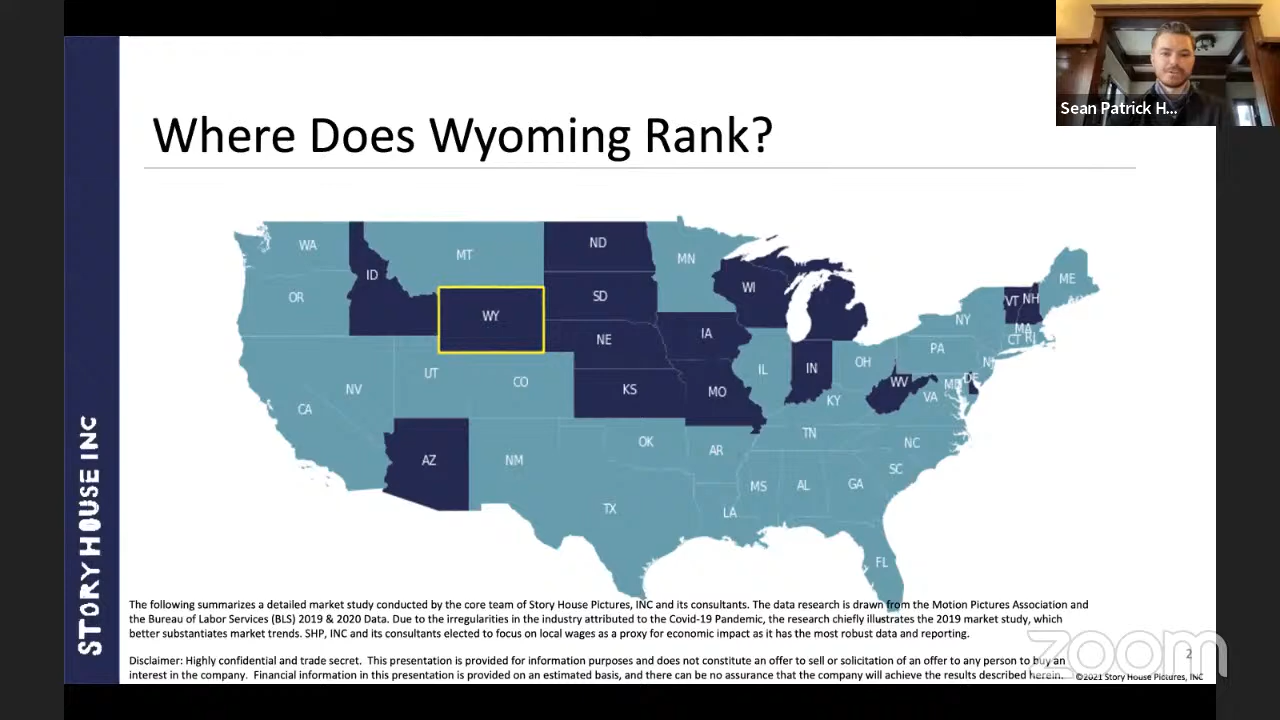 Sean Patrick H...
Where Does Wyoming Rank?
WA
MT
ND
MN
ID
OR
WY
SD
WI
ME
VT
NH
NY
MA
CT
RI
NE
IA
PA
NJ
NV
UT
CO
KS
MO
IL
IN
OH
WV
MD
DE
VA
KY
CA
AZ
NM
OK
AR
TN
NC
SC
TX
LA
MS
AL
GA
FL
STORY HOUSE INC
The following summarizes a detailed market study conducted by the core team of Story House Pictures, INC and its consultants. The data research is drawn from the Motion Pictures Association and
the Bureau of Labor Services (BLS) 2019 & 2020 Data. Due to the irregularities in the industry attributed to the Covid-19 Pandemic, the research chiefly illustrates the 2019 market study, which
better substantiates market trends. SHP, INC and its consultants elected to focus on local wages as a proxy for economic impact as it has the most robust data and reporting.
Disclaimer: Highly confidential and trade secret. This presentation is provided for information purposes and does not constitute an offer to sell or solicitation of an offer to any person to buy an
interest in the company. Financial information in this presentation is provided on an estimated basis, and there can be no assurance that the company will achieve the results described herein.
2
©2021 Story House Pictures, INC
zoom